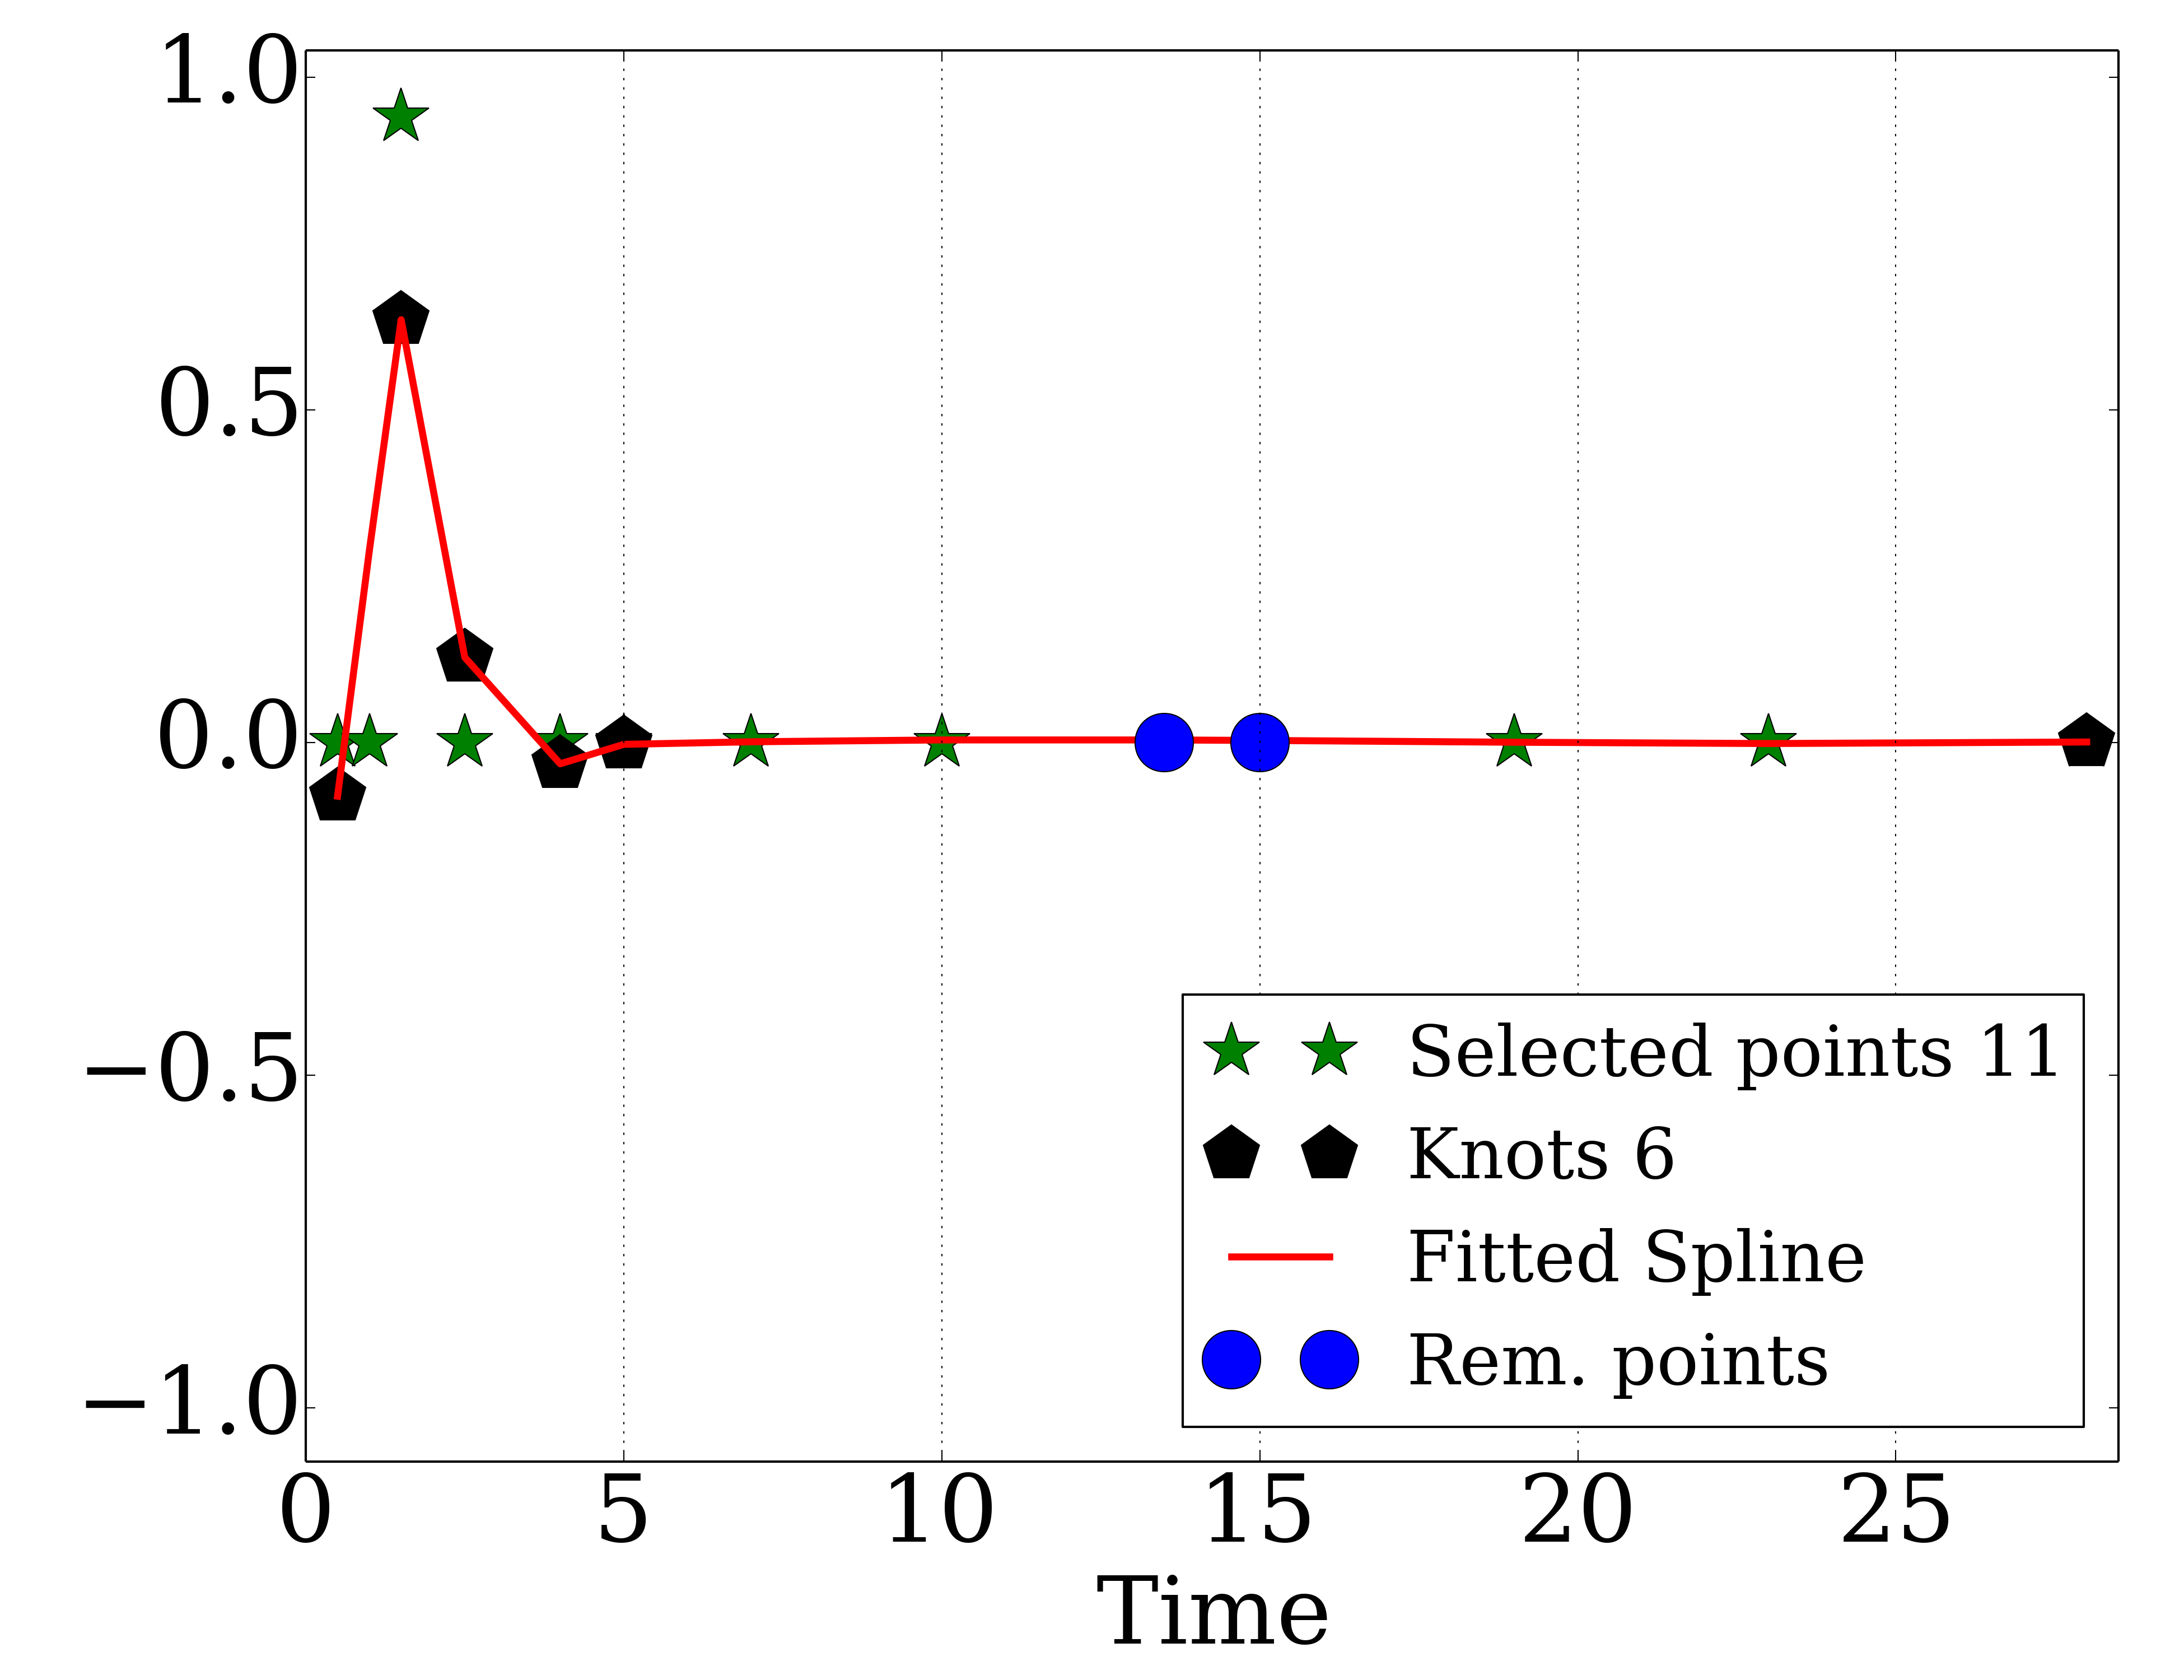 1.0
0.5
0.0
−0.5
−1.0
0 5 10 15 20 25
Time
Selected points 11
Knots 6
Fitted Spline
Rem. points